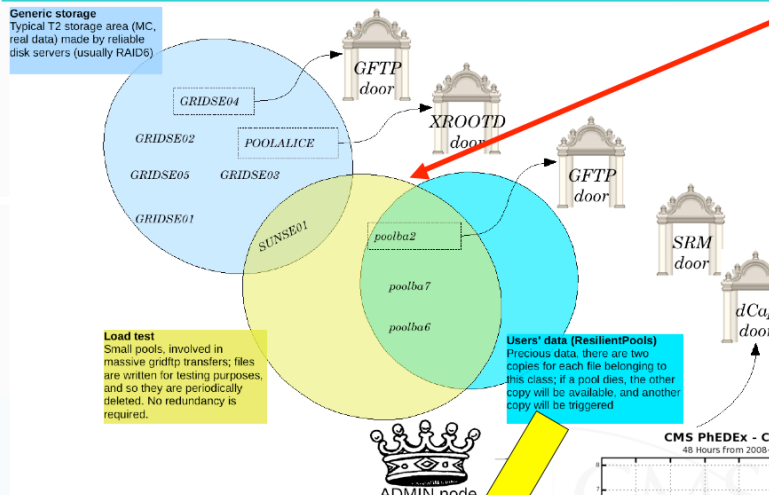 Generic storage
Typical T2 storage area (MC,
real data) made by reliable
disk servers (usually RAID6)
GFTP
door
GRIDSE04
XROOTD
door
GRIDSE02
POOLALICE
GFTP
door
GRIDSE05
GRIDSE03
GRIDSE01
SUNSE01
poolba2
SRM
door
poolba7
poolba6
dCa
door
Load test
Small pools, involved in
massive gridftp transfers; files
are written for testing purposes,
and so they are periodically
deleted. No redundancy is
required.
Users' data (ResilientPools)
Precious data, there are two
copies for each file belonging to
this class; if a pool dies, the other
copy will be available, and another
copy will be triggered
ADMIN node
CMS PhEDEx - C
48 Hours from 2008-
8
7